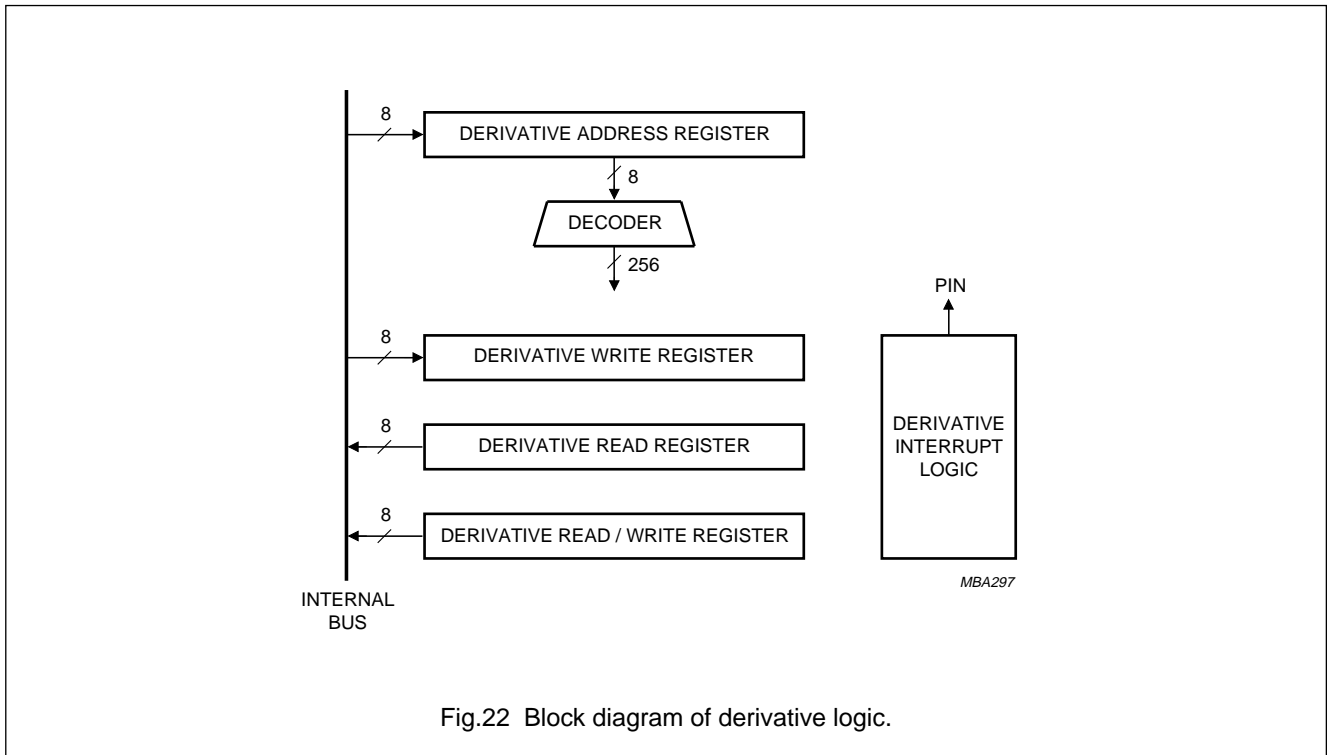 8
DERIVATIVE ADDRESS REGISTER
8
DECODER
256
PIN
8
DERIVATIVE WRITE REGISTER
8
DERIVATIVE READ REGISTER
DERIVATIVE
INTERRUPT
LOGIC
8
DERIVATIVE READ / WRITE REGISTER
MBA297
INTERNAL
BUS
Fig.22 Block diagram of derivative logic.